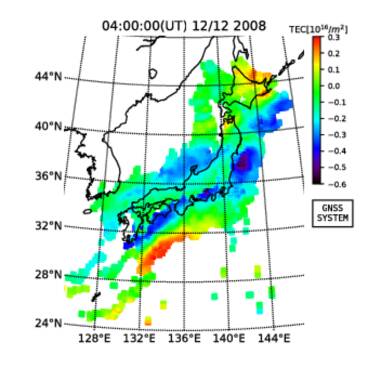 04:00:00(UT) 12/12 2008
TEC[10¹⁶/m²]
0.3
0.2
0.1
0.0
−0.1
−0.2
−0.3
−0.4
−0.5
−0.6
44°N
40°N
36°N
32°N
28°N
24°N
128°E 132°E 136°E 140°E 144°E
GNSS
SYSTEM